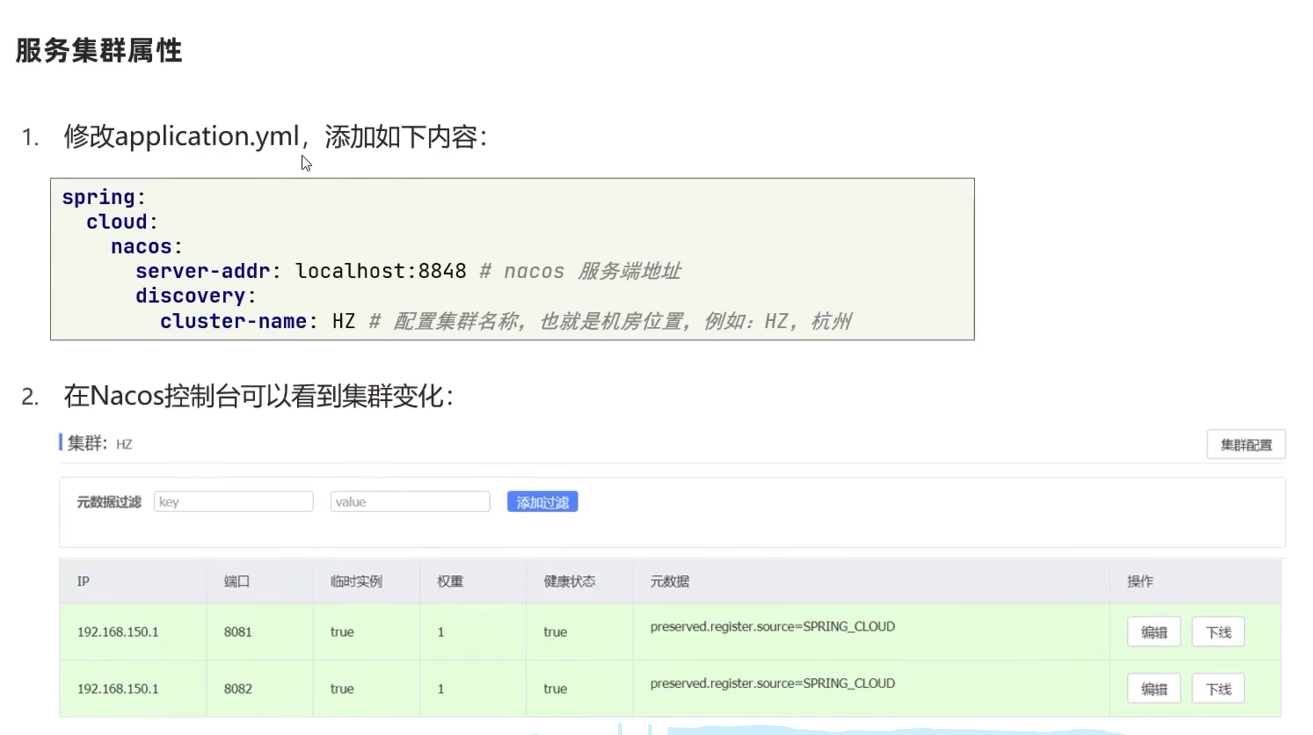 服务集群属性
1. 修改application.yml，添加如下内容：
spring:
cloud:
nacos:
server-addr: localhost:8848 # nacos 服务端地址
discovery:
cluster-name: HZ # 配置集群名称，也就是机房位置，例如：HZ，杭州
2. 在Nacos控制台可以看到集群变化：
集群： HZ 集群配置
元数据过滤 key value 添加过滤
IP 端口 临时实例 权重 健康状态 元数据 操作
192.168.150.1 8081 true 1 true preserved.register.source=SPRING_CLOUD 编辑 下线
192.168.150.1 8082 true 1 true preserved.register.source=SPRING_CLOUD 编辑 下线